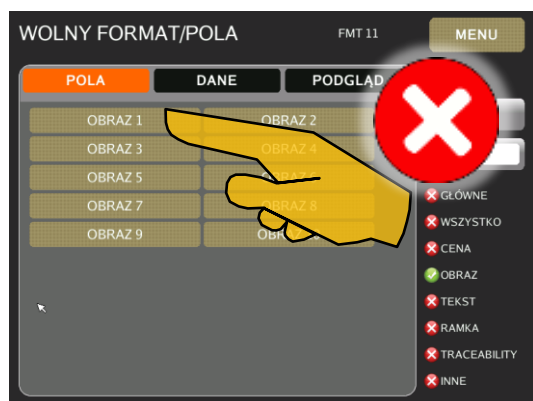 WOLNY FORMAT/POLA FMT 11 MENU
POLA DANE PODGLĄD
OBRAZ 1 OBRAZ 2
OBRAZ 3 OBRAZ 4
OBRAZ 5
OBRAZ 7 OBRAZ 8
OBRAZ 9
GŁÓWNE
WSZYSTKO
CENA
OBRAZ
TEKST
RAMKA
TRACEABILITY
INNE